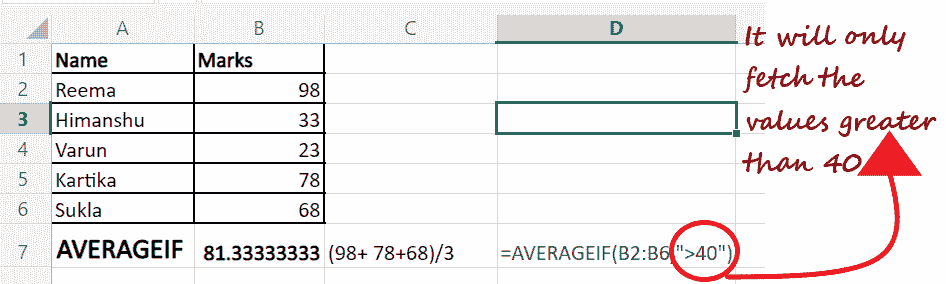 A B C D
1 Name Marks
2 Reema 98
3 Himanshu 33
4 Varun 23
5 Kartika 78
6 Sukla 68
7 AVERAGEIF 81.33333333 (98+ 78+68)/3 =AVERAGEIF(B2:B6,">40")
It will only
fetch the
values greater
than 40